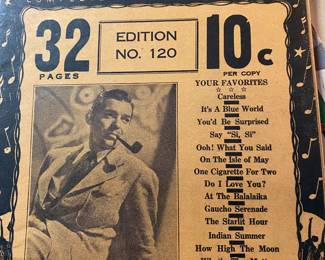 32
PAGES
EDITION
NO. 120
10c
PER COPY
YOUR FAVORITES
☆ ☆ ☆
Careless
It's A Blue World
You'd Be Surprised
Say "Si, Si"
Ooh! What You Said
On The Isle of May
One Cigarette For Two
Do I Love You?
At The Balalaika
Gaucho Serenade
The Starlit Hour
Indian Summer
How High The Moon